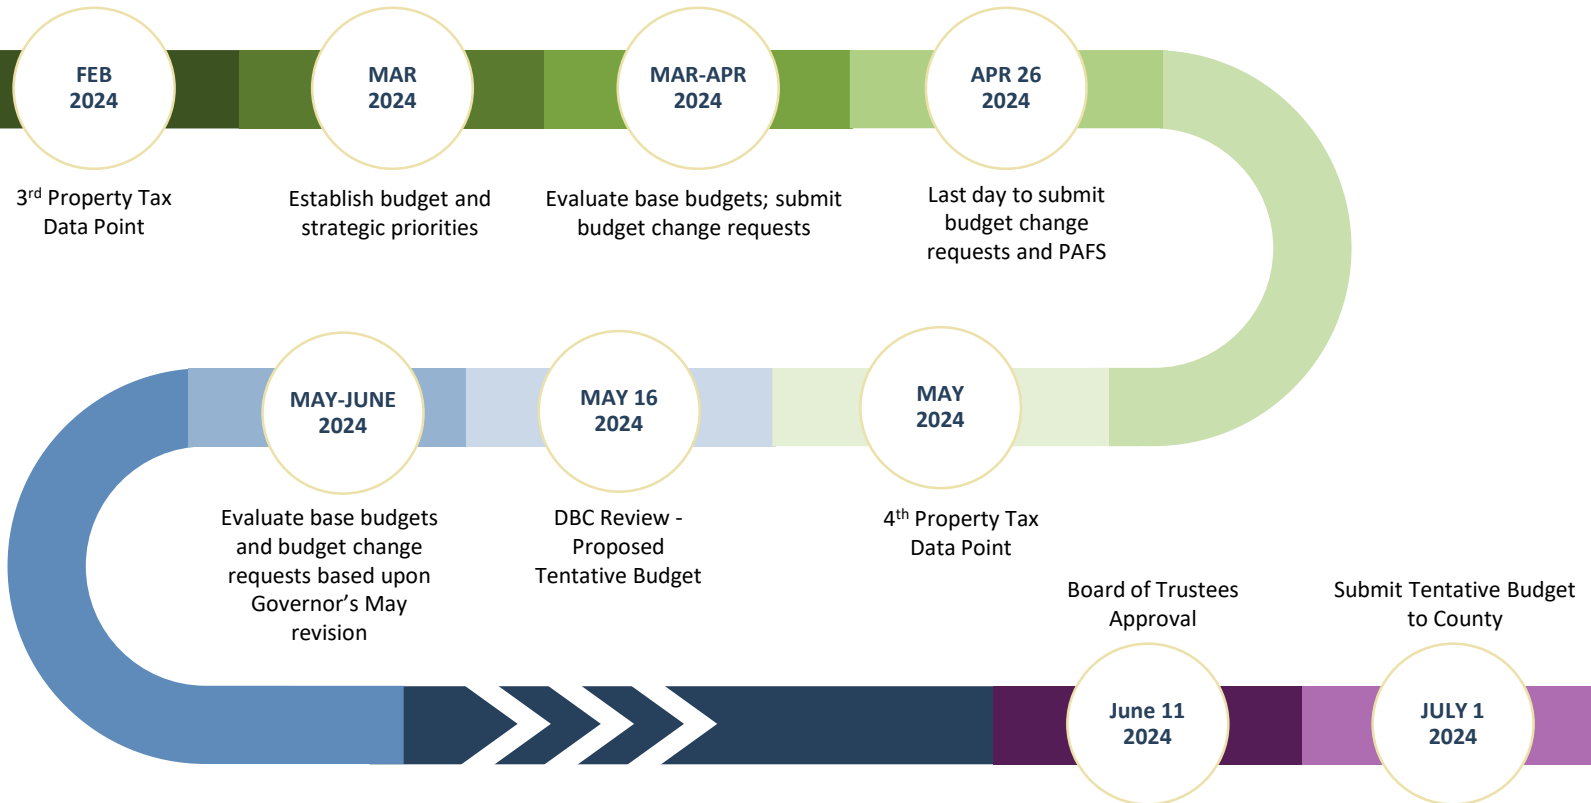 FEB
2024
3rd Property Tax
Data Point
MAR
2024
Establish budget and
strategic priorities
MAR-APR
2024
Evaluate base budgets; submit
budget change requests
APR 26
2024
Last day to submit
budget change
requests and PAFS
MAY
2024
4th Property Tax
Data Point
MAY 16
2024
DBC Review -
Proposed
Tentative Budget
MAY-JUNE
2024
Evaluate base budgets
and budget change
requests based upon
Governor’s May
revision
Board of Trustees
Approval
June 11
2024
Submit Tentative Budget
to County
JULY 1
2024